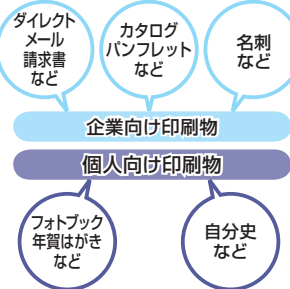 ダイレクト
メール
請求書
など
カタログ
パンフレット
など
名刺
など
企業向け印刷物
個人向け印刷物
フォトブック
年賀はがき
など
自分史
など